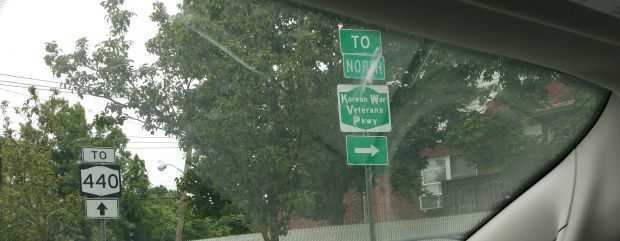 TO
NORTH
Korean War
Veterans
Pkwy
TO
440